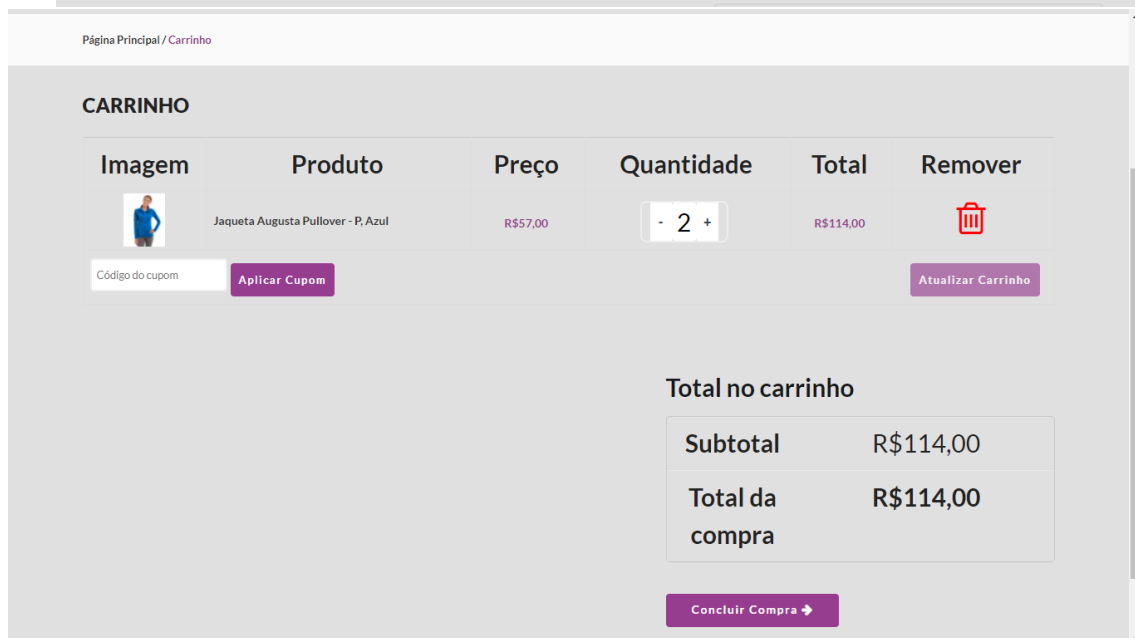 Página Principal / Carrinho
CARRINHO
Imagem Produto Preço Quantidade Total Remover
Jaqueta Augusta Pullover - P, Azul R$57,00 - 2 + R$114,00
Código do cupom Aplicar Cupom Atualizar Carrinho
Total no carrinho
Subtotal R$114,00
Total da R$114,00
compra
Concluir Compra